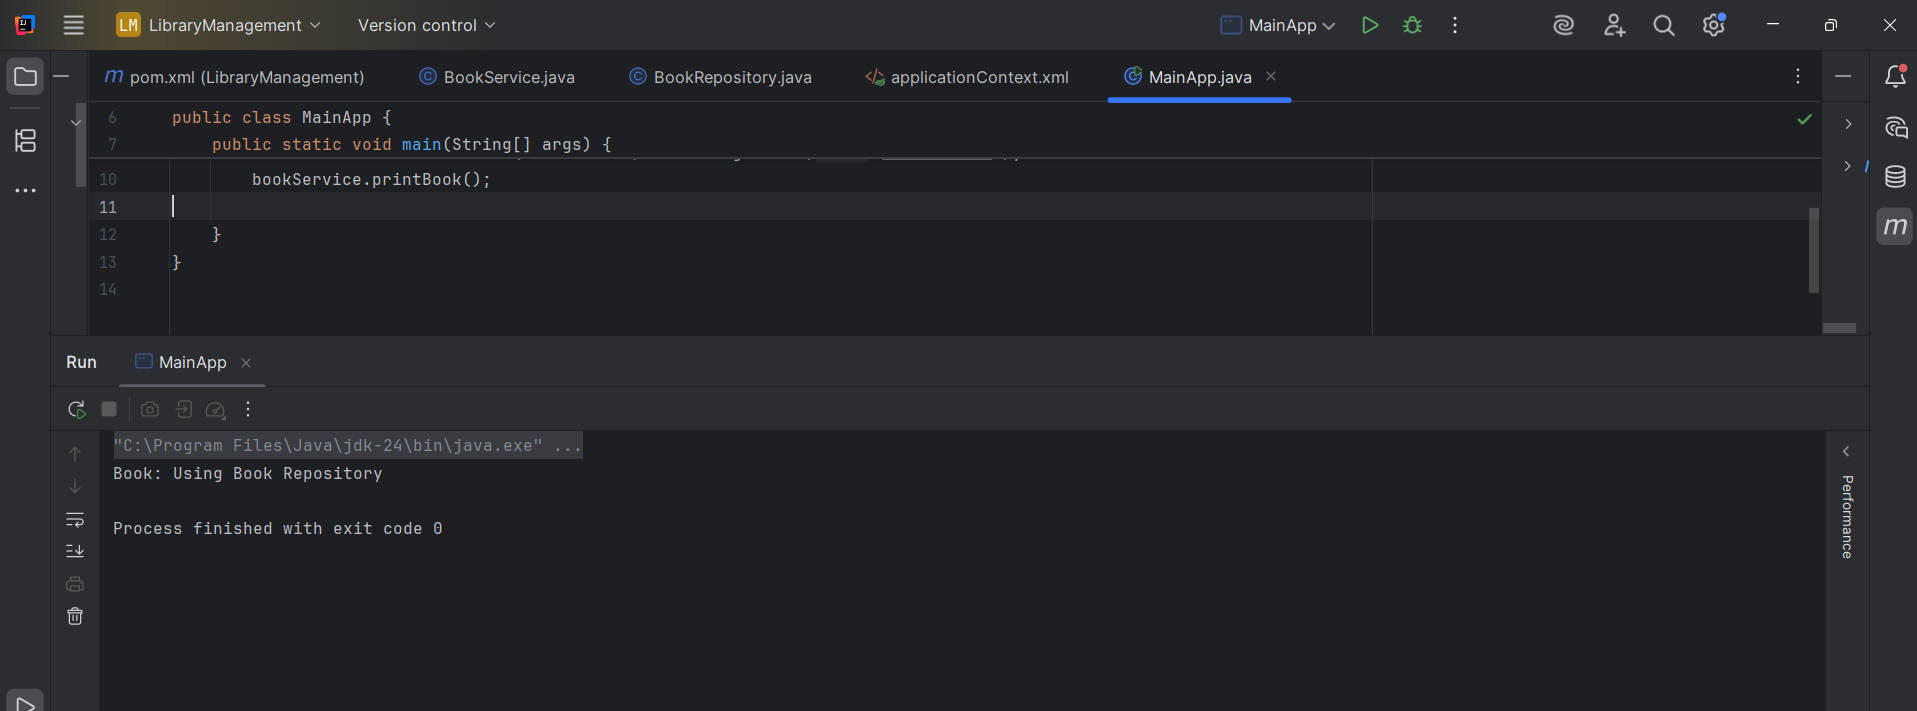 LM LibraryManagement Version control MainApp
m pom.xml (LibraryManagement) BookService.java BookRepository.java applicationContext.xml MainApp.java
6 public class MainApp {
7 public static void main(String[] args) {
10 bookService.printBook();
11
12 }
13 }
14
m
Run MainApp
"C:\Program Files\Java\jdk-24\bin\java.exe" ...
Book: Using Book Repository
Process finished with exit code 0
Performance